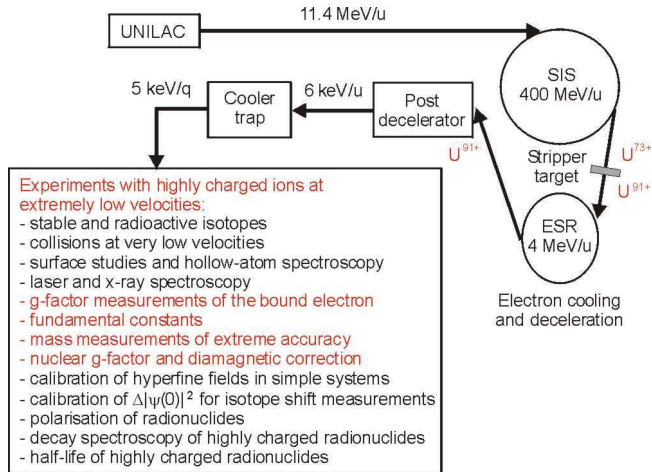 11.4 MeV/u
UNILAC
SIS
400 MeV/u
5 keV/q
Cooler
trap
6 keV/u
Post
decelerator
U⁹¹⁺
Stripper
target
U⁷³⁺
U⁹¹⁺
ESR
4 MeV/u
Electron cooling
and deceleration
Experiments with highly charged ions at
extremely low velocities:
- stable and radioactive isotopes
- collisions at very low velocities
- surface studies and hollow-atom spectroscopy
- laser and x-ray spectroscopy
- g-factor measurements of the bound electron
- fundamental constants
- mass measurements of extreme accuracy
- nuclear g-factor and diamagnetic correction
- calibration of hyperfine fields in simple systems
- calibration of Δ|ψ(0)|² for isotope shift measurements
- polarisation of radionuclides
- decay spectroscopy of highly charged radionuclides
- half-life of highly charged radionuclides